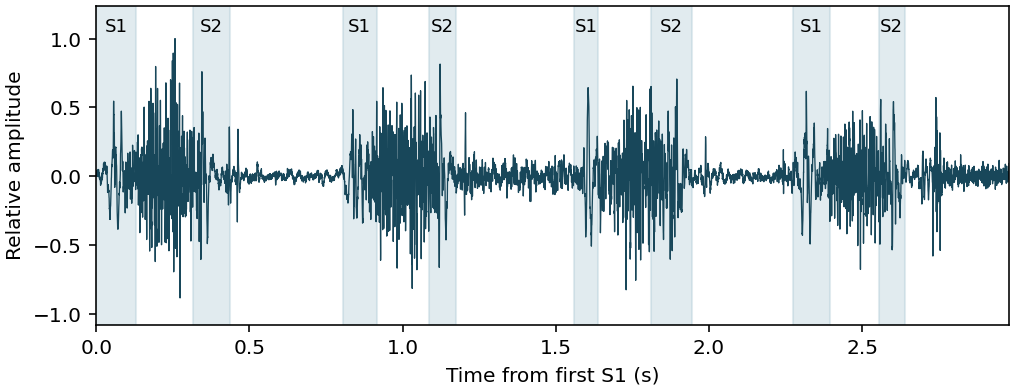 S1 S2 S1 S2 S1 S2 S1 S2
1.0
0.5
0.0
−0.5
−1.0
Relative amplitude
0.0 0.5 1.0 1.5 2.0 2.5
Time from first S1 (s)